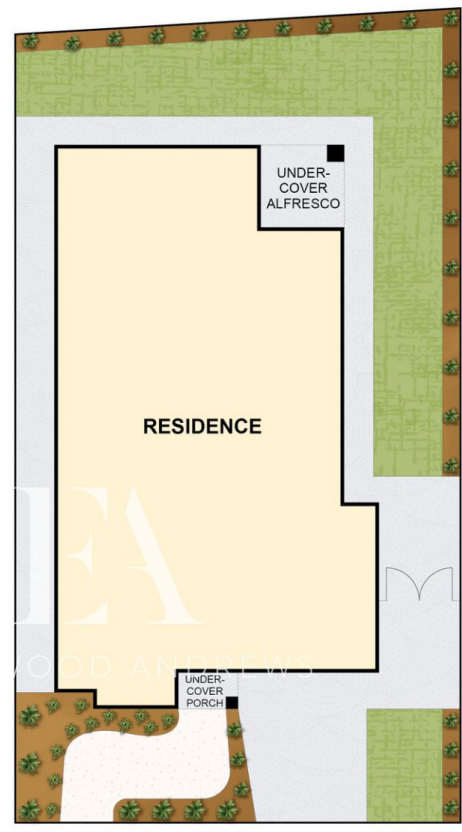 UNDER-
COVER
ALFRESCO
RESIDENCE
EA
WOOD ANDREWS
UNDER-
COVER
PORCH